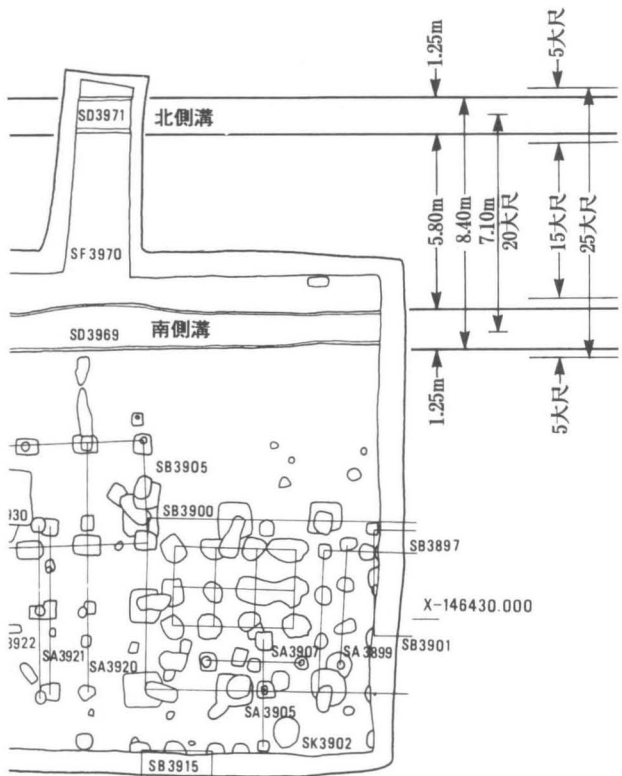 1.25m
5大尺
SD3971
北側溝
5.80m
8.40m
7.10m
20大尺
15大尺
25大尺
SF3970
SD3969
南側溝
1.25m
5大尺
SB3905
SB3900
930
SB3897
X-146430.000
SB3901
3922
SA3921
SA3920
SA3907
SA3899
SA3905
SK3902
SB3915